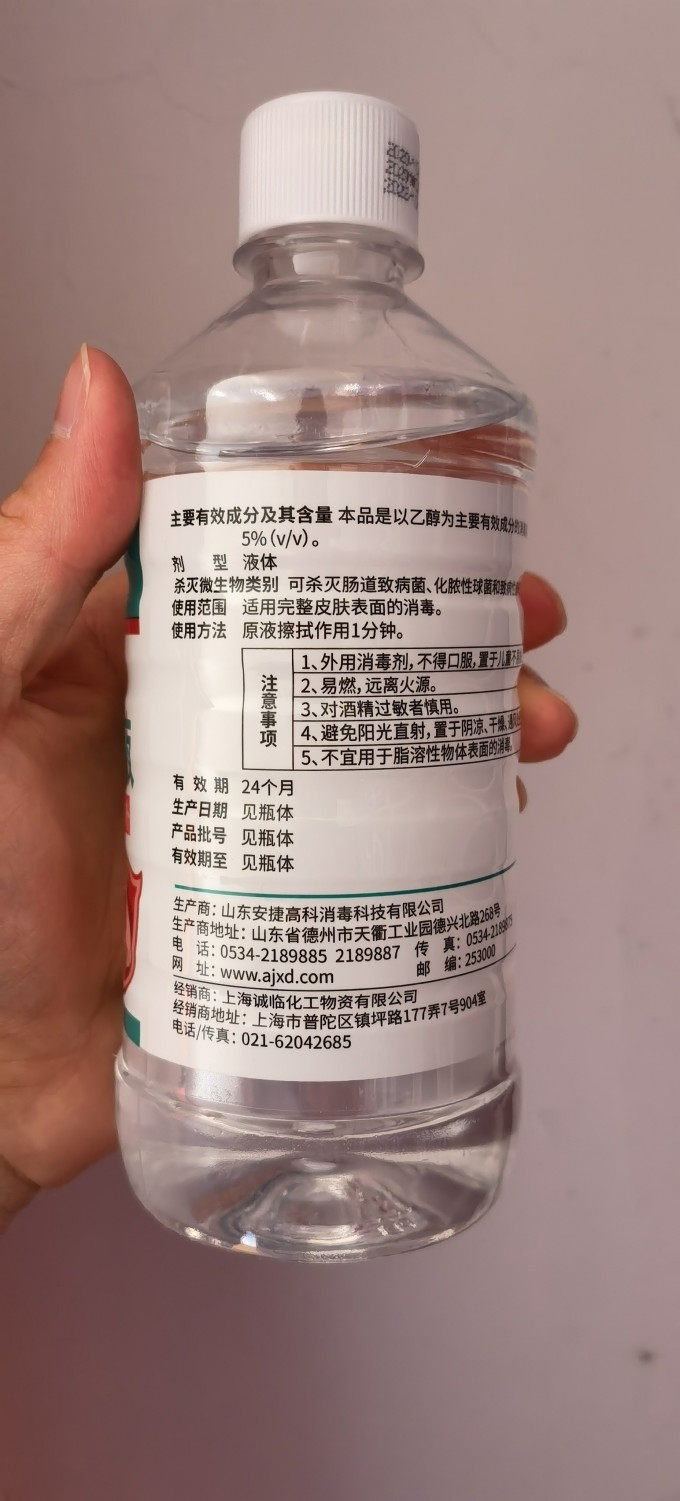 主要有效成分及其含量 本品是以乙醇为主要有效成分的
5%(v/v)。
剂 型 液体
杀灭微生物类别 可杀灭肠道致病菌、化脓性球菌和致病性
使用范围 适用完整皮肤表面的消毒。
使用方法 原液擦拭作用1分钟。
注意事项
1、外用消毒剂,不得口服,置于儿童不
2、易燃,远离火源。
3、对酒精过敏者慎用。
4、避免阳光直射,置于阴凉、干燥、通风
5、不宜用于脂溶性物体表面的消毒。
有 效 期 24个月
生产日期 见瓶体
产品批号 见瓶体
有效期至 见瓶体
生产商:山东安捷高科消毒科技有限公司
生产商地址:山东省德州市天衢工业园德兴北路268号
电 话:0534-2189885 2189887 传 真:0534-21898
网 址:www.ajxd.com 邮 编:253000
经销商:上海诚临化工物资有限公司
经销商地址:上海市普陀区镇坪路177弄7号904室
电话/传真:021-62042685